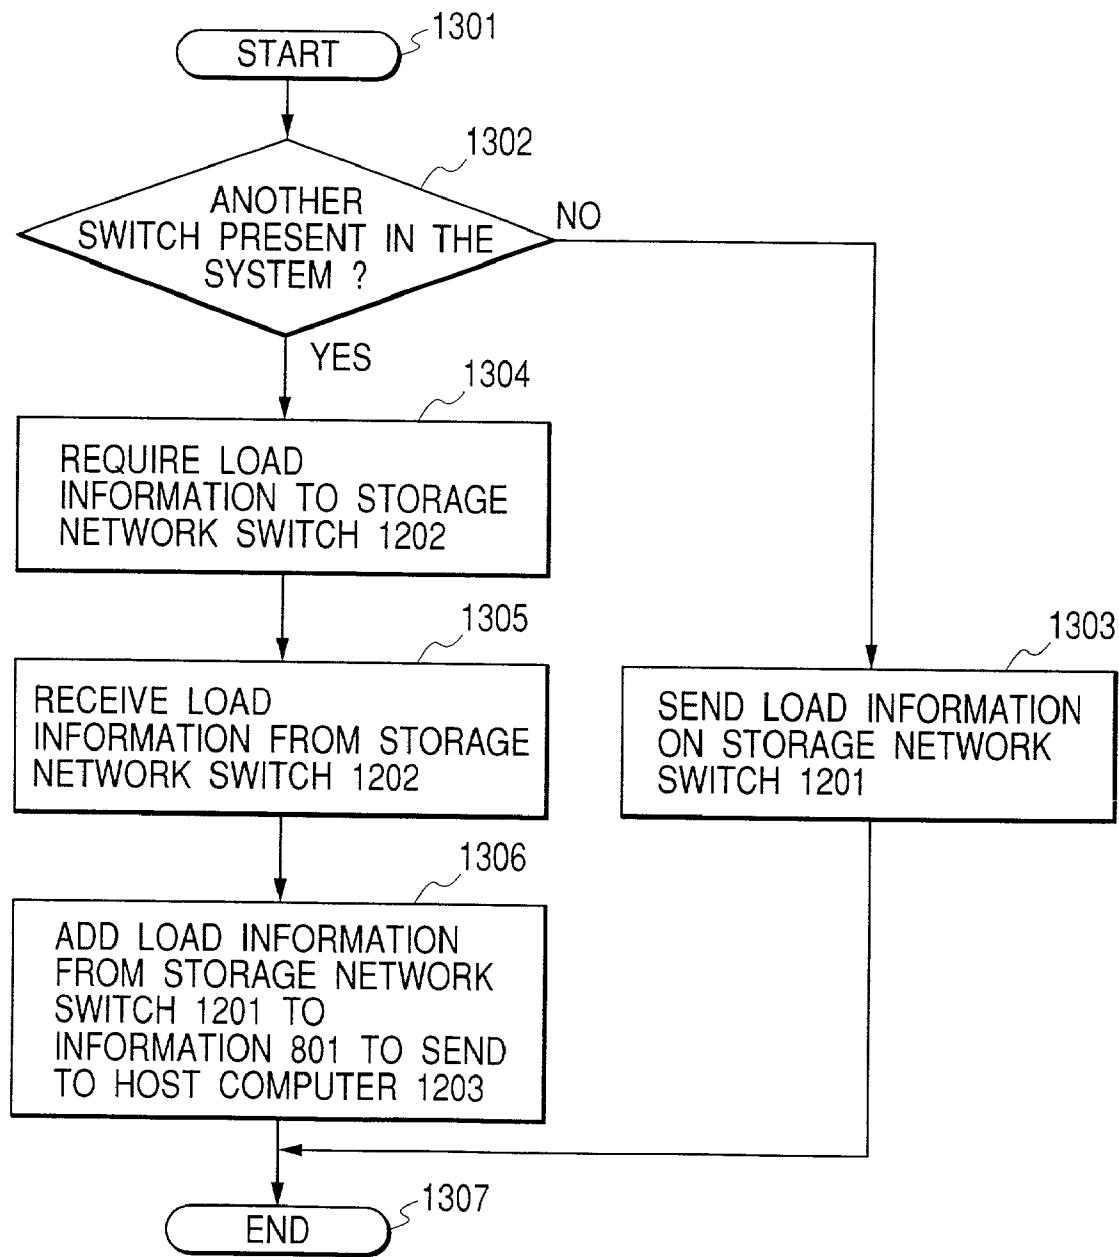 1301
START
1302
ANOTHER
SWITCH PRESENT IN THE
SYSTEM ?
NO
YES
1304
REQUIRE LOAD
INFORMATION TO STORAGE
NETWORK SWITCH 1202
1305
RECEIVE LOAD
INFORMATION FROM STORAGE
NETWORK SWITCH 1202
1303
SEND LOAD INFORMATION
ON STORAGE NETWORK
SWITCH 1201
1306
ADD LOAD INFORMATION
FROM STORAGE NETWORK
SWITCH 1201 TO
INFORMATION 801 TO SEND
TO HOST COMPUTER 1203
1307
END